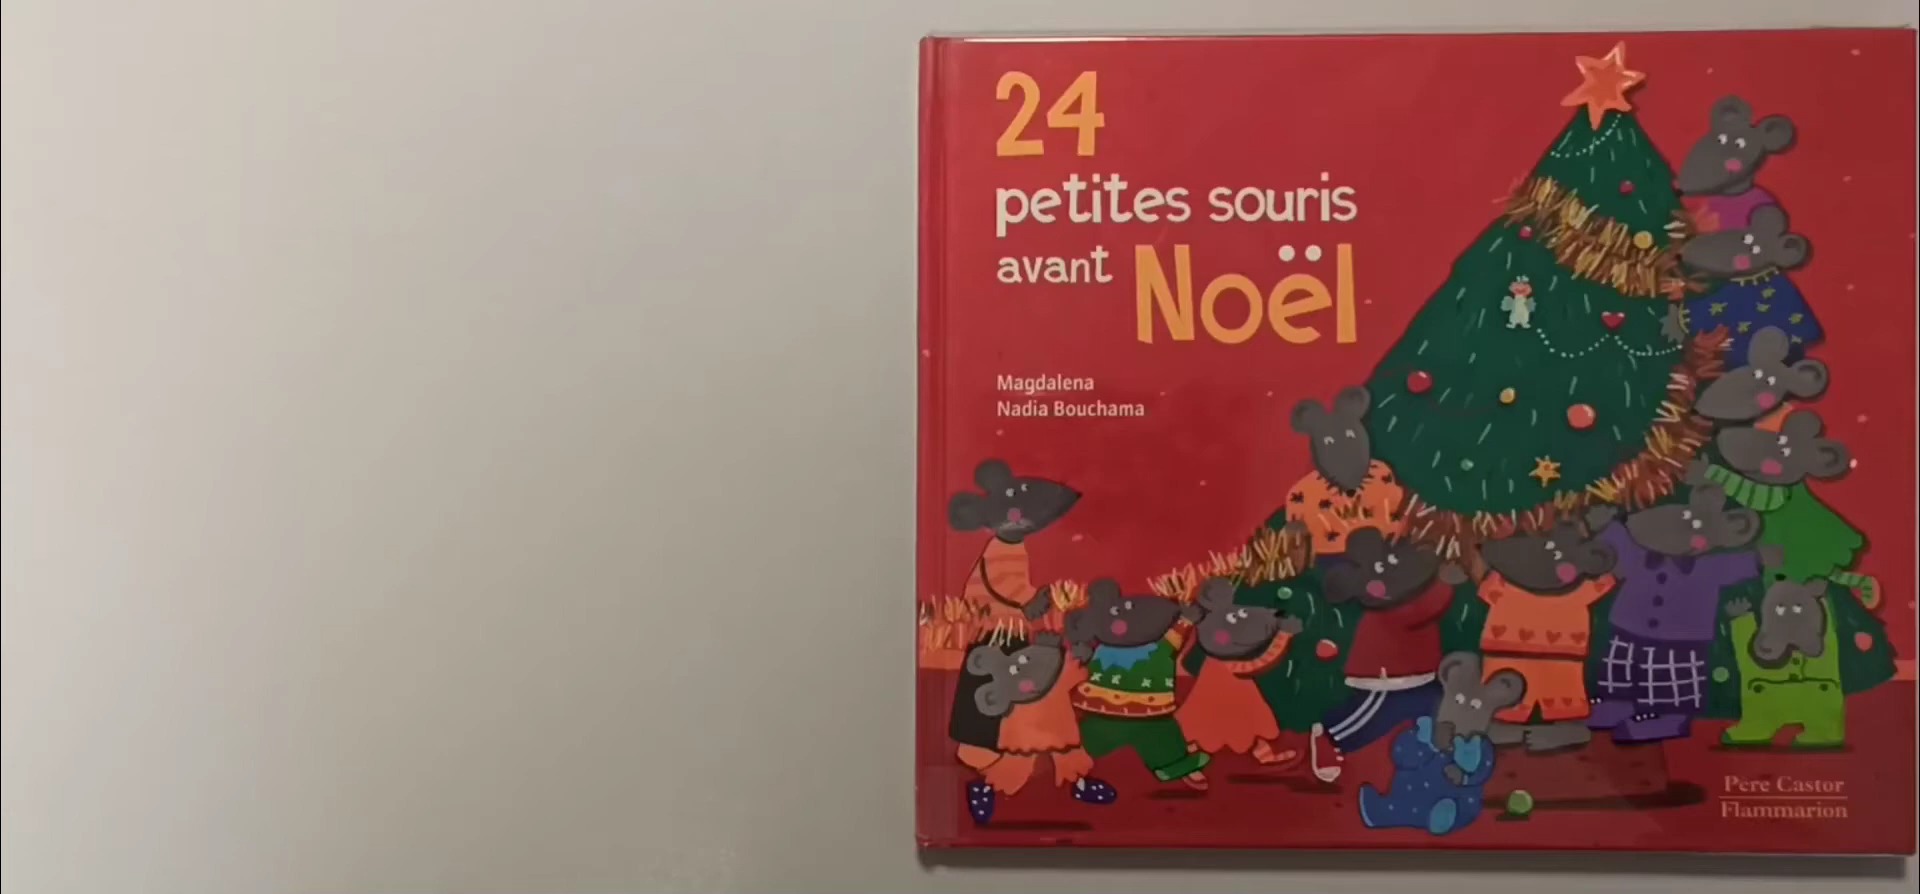 24
petites souris
avant Noël
Magdalena
Nadia Bouchama
Père Castor
Flammarion